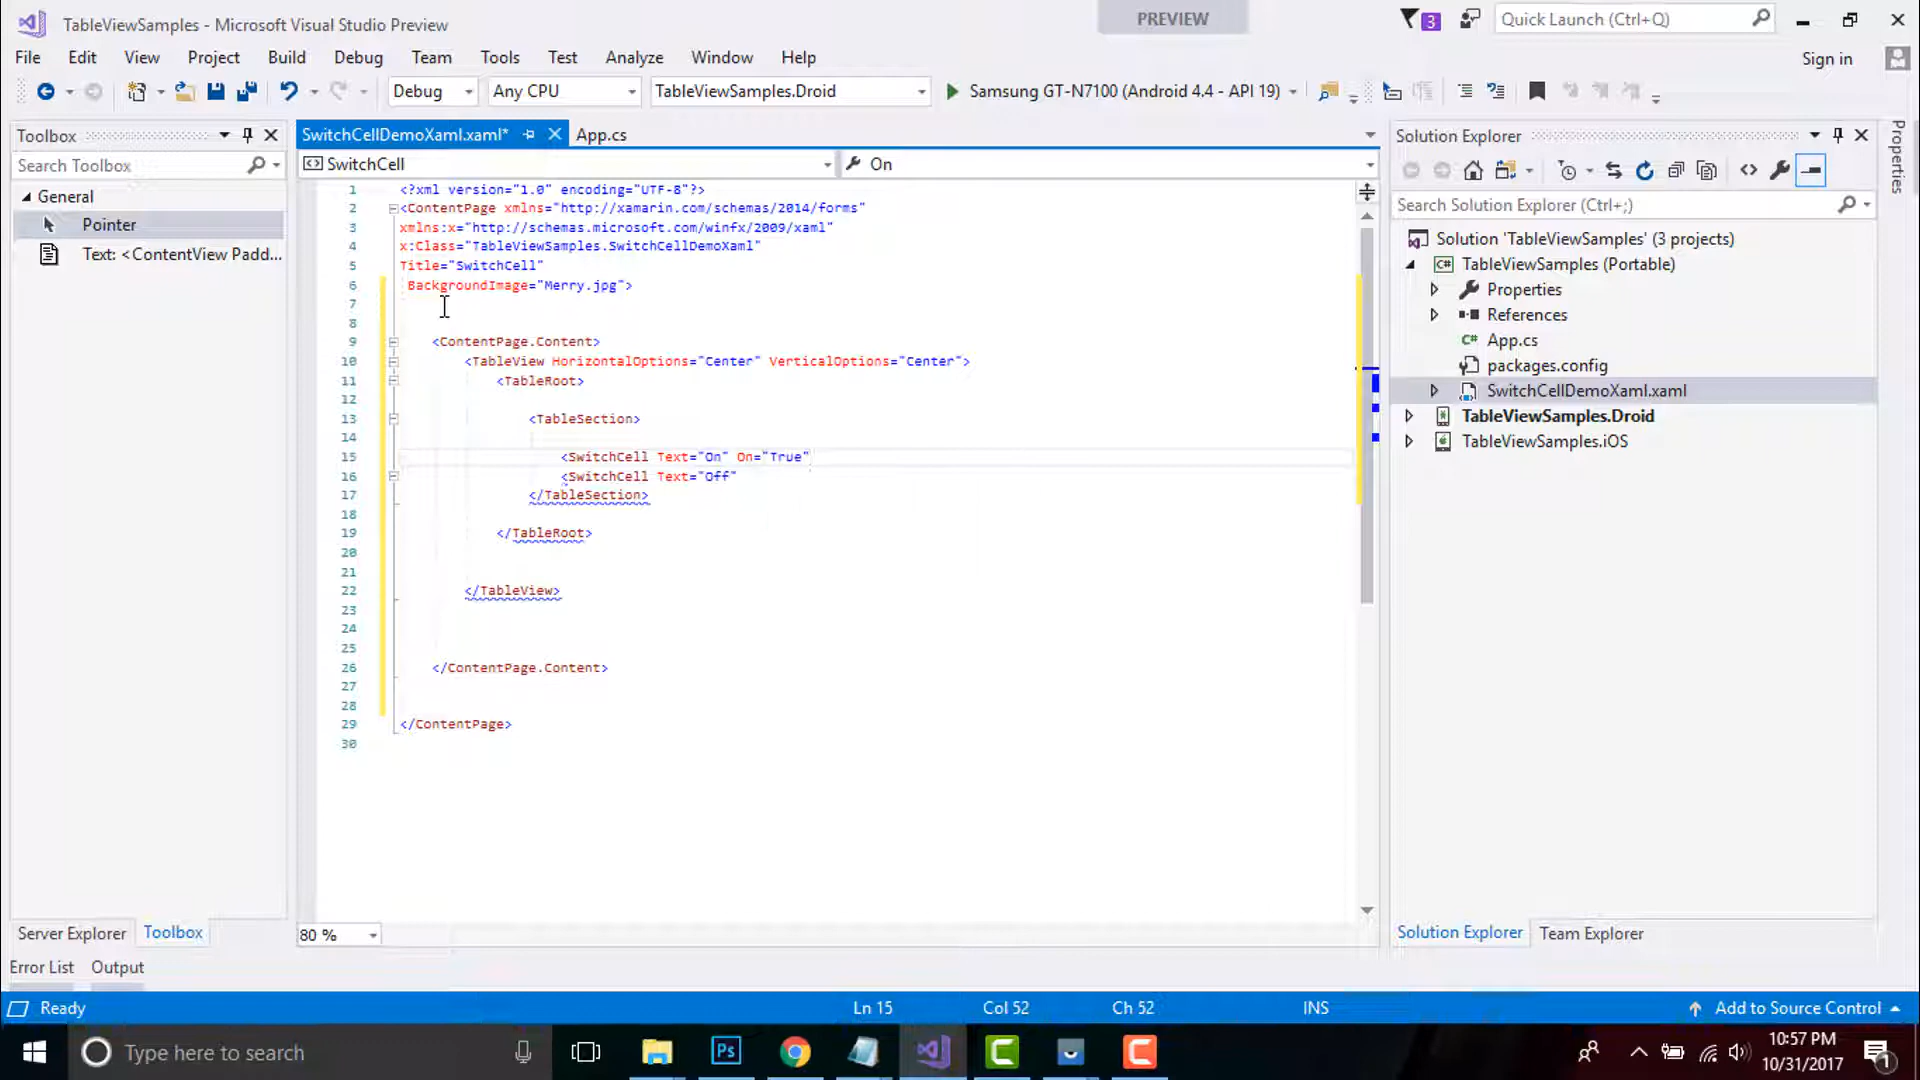 TableViewSamples - Microsoft Visual Studio Preview
PREVIEW
3
Quick Launch (Ctrl+Q)
File Edit View Project Build Debug Team Tools Test Analyze Window Help
Sign in
Debug
Any CPU
TableViewSamples.Droid
Samsung GT-N7100 (Android 4.4 - API 19)
Toolbox
Search Toolbox
General
Pointer
Text: <ContentView Padd...
SwitchCellDemoXaml.xaml*
App.cs
SwitchCell
On
1 <?xml version="1.0" encoding="UTF-8"?>
2 <ContentPage xmlns="http://xamarin.com/schemas/2014/forms"
3 xmlns:x="http://schemas.microsoft.com/winfx/2009/xaml"
4 x:Class="TableViewSamples.SwitchCellDemoXaml"
5 Title="SwitchCell"
6 BackgroundImage="Merry.jpg">
7
8
9 <ContentPage.Content>
10 <TableView HorizontalOptions="Center" VerticalOptions="Center">
11 <TableRoot>
12
13 <TableSection>
14
15 <SwitchCell Text="On" On="True"
16 <SwitchCell Text="Off"
17 </TableSection>
18
19 </TableRoot>
20
21
22 </TableView>
23
24
25
26 </ContentPage.Content>
27
28
29 </ContentPage>
30
80 %
Solution Explorer
Search Solution Explorer (Ctrl+;)
Solution 'TableViewSamples' (3 projects)
TableViewSamples (Portable)
Properties
References
App.cs
packages.config
SwitchCellDemoXaml.xaml
TableViewSamples.Droid
TableViewSamples.iOS
Properties
Server Explorer
Toolbox
Solution Explorer
Team Explorer
Error List
Output
Ready
Ln 15
Col 52
Ch 52
INS
Add to Source Control
Type here to search
Ps
10:57 PM
10/31/2017
1